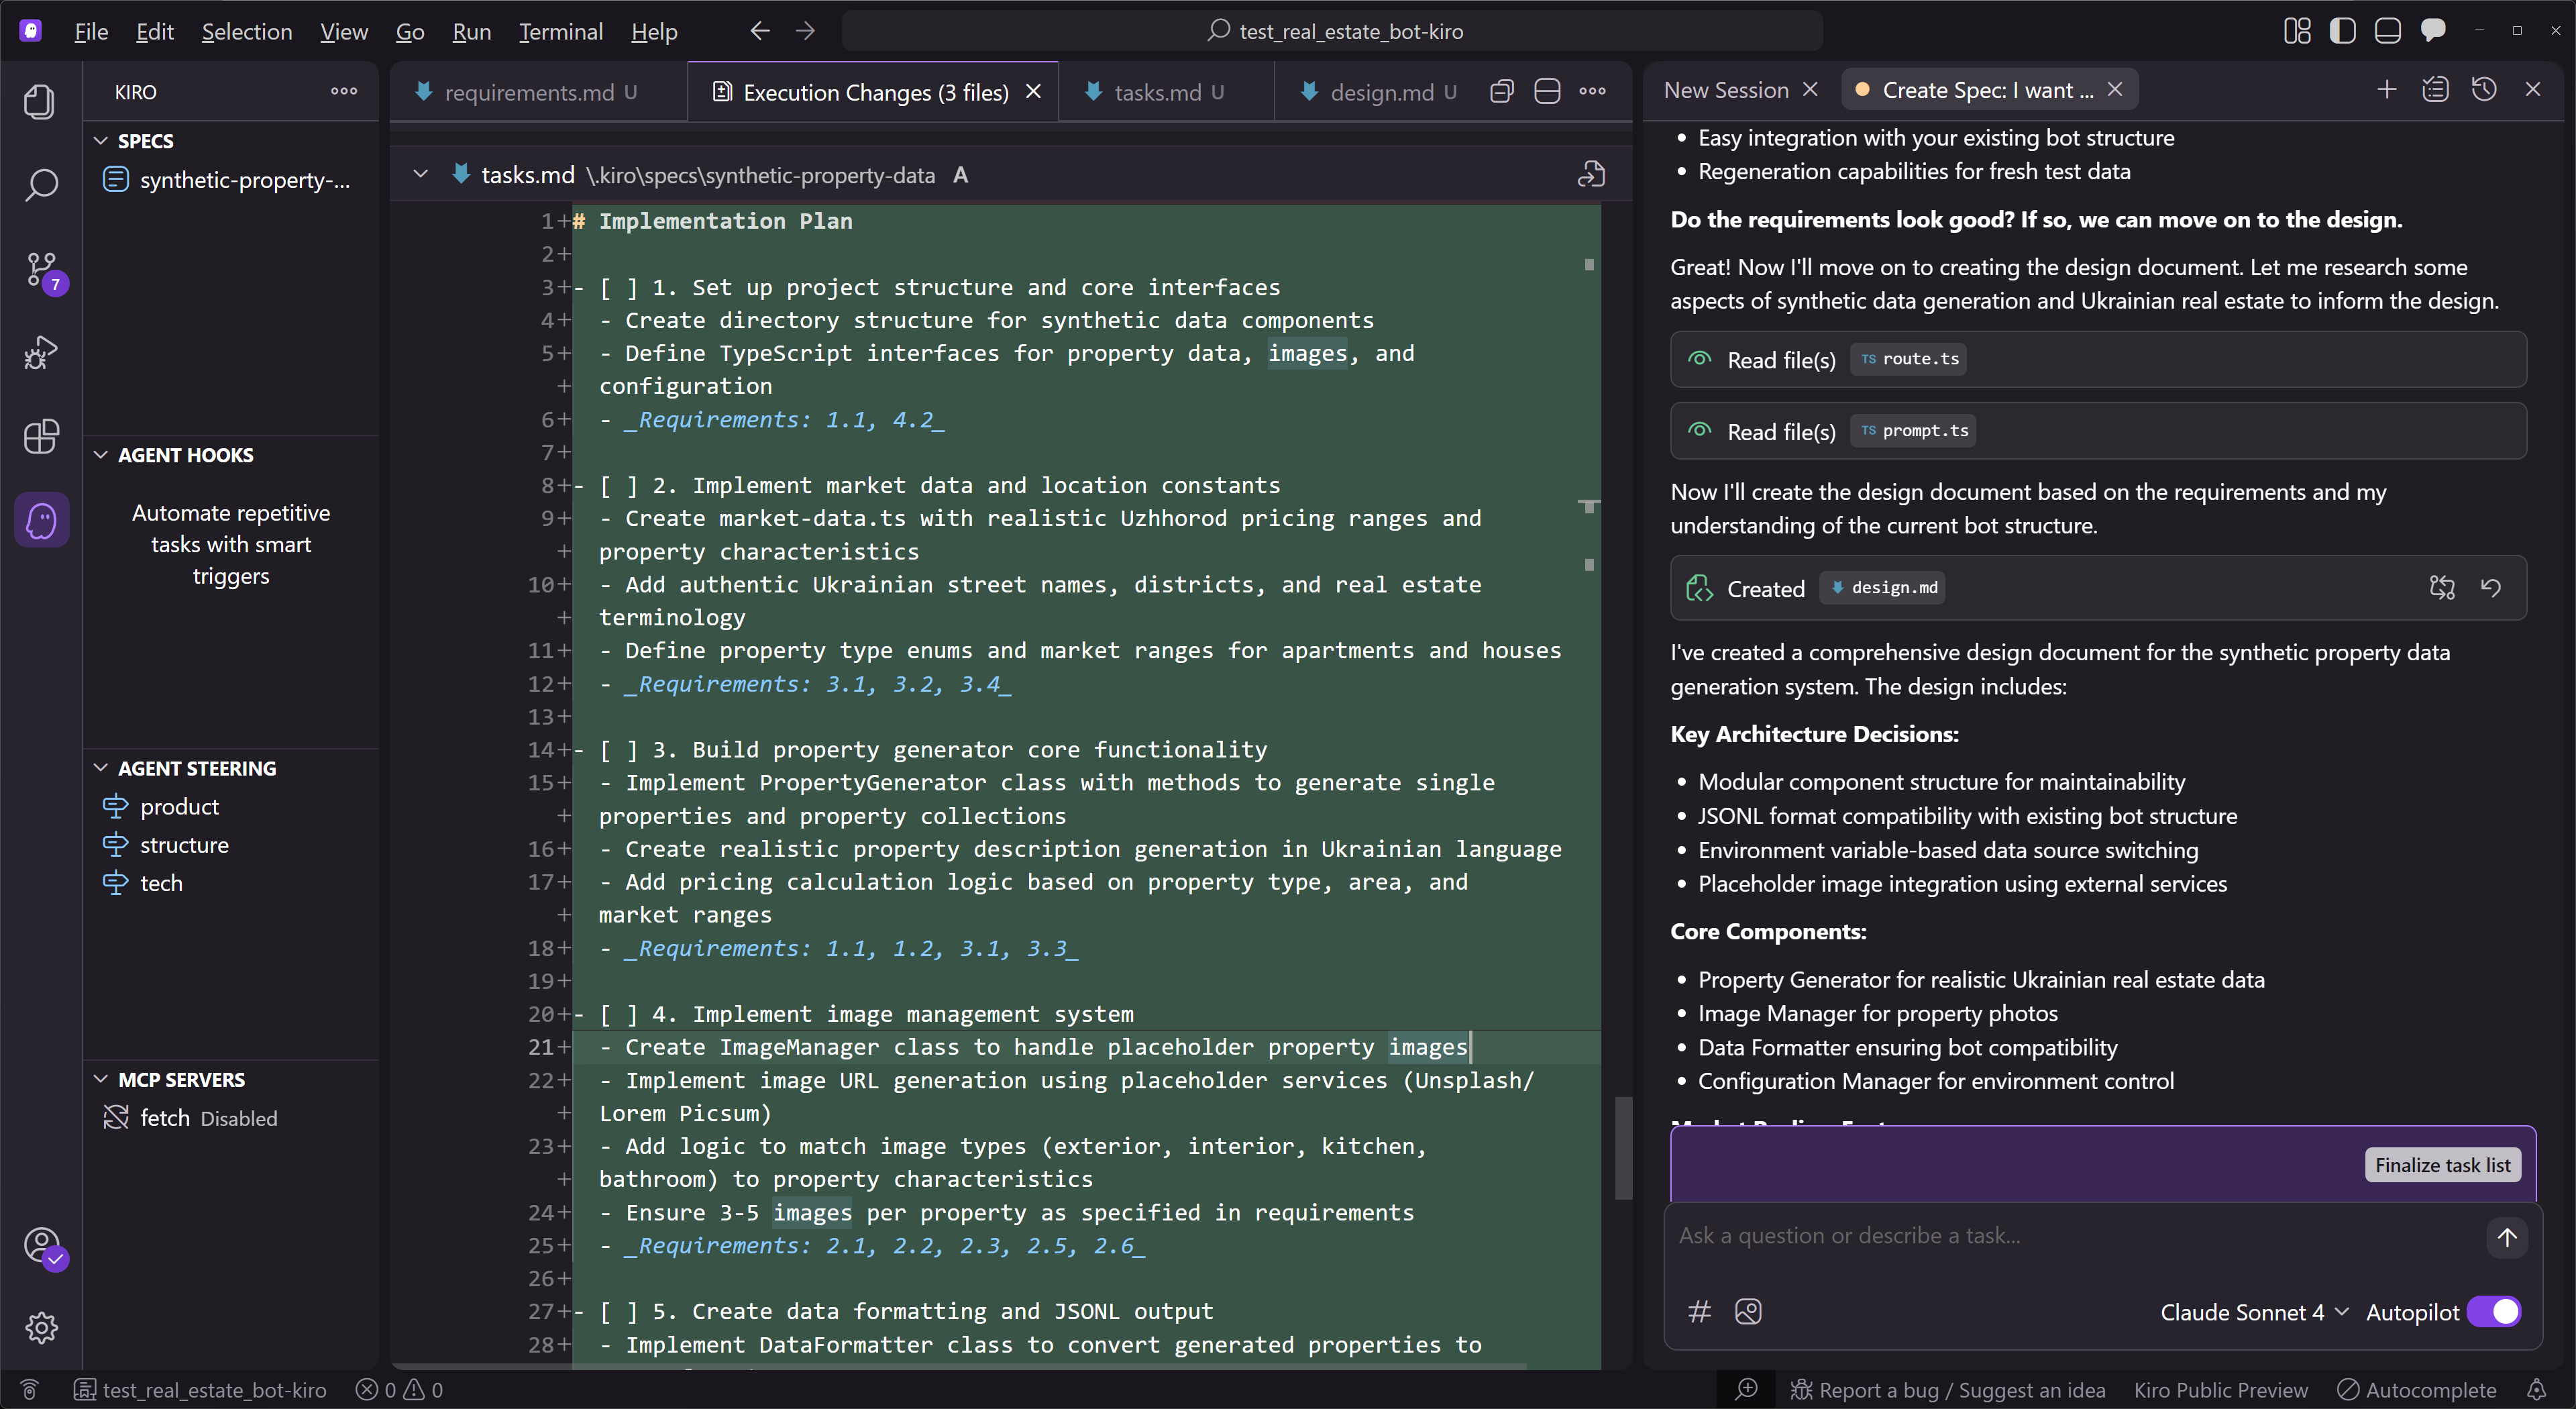 File Edit Selection View Go Run Terminal Help
test_real_estate_bot-kiro
KIRO
SPECS
synthetic-property-...
AGENT HOOKS
Automate repetitive
tasks with smart
triggers
AGENT STEERING
product
structure
tech
MCP SERVERS
fetch Disabled
7
requirements.md U
Execution Changes (3 files)
tasks.md U
design.md U
tasks.md \.kiro\specs\synthetic-property-data A
1+# Implementation Plan
2+
3+- [ ] 1. Set up project structure and core interfaces
4+ - Create directory structure for synthetic data components
5+ - Define TypeScript interfaces for property data, images, and
+ configuration
6+ - _Requirements: 1.1, 4.2_
7+
8+- [ ] 2. Implement market data and location constants
9+ - Create market-data.ts with realistic Uzhhorod pricing ranges and
+ property characteristics
10+ - Add authentic Ukrainian street names, districts, and real estate
+ terminology
11+ - Define property type enums and market ranges for apartments and houses
12+ - _Requirements: 3.1, 3.2, 3.4_
13+
14+- [ ] 3. Build property generator core functionality
15+ - Implement PropertyGenerator class with methods to generate single
+ properties and property collections
16+ - Create realistic property description generation in Ukrainian language
17+ - Add pricing calculation logic based on property type, area, and
+ market ranges
18+ - _Requirements: 1.1, 1.2, 3.1, 3.3_
19+
20+- [ ] 4. Implement image management system
21+ - Create ImageManager class to handle placeholder property images
22+ - Implement image URL generation using placeholder services (Unsplash/
+ Lorem Picsum)
23+ - Add logic to match image types (exterior, interior, kitchen,
+ bathroom) to property characteristics
24+ - Ensure 3-5 images per property as specified in requirements
25+ - _Requirements: 2.1, 2.2, 2.3, 2.5, 2.6_
26+
27+- [ ] 5. Create data formatting and JSONL output
28+ - Implement DataFormatter class to convert generated properties to
New Session
Create Spec: I want ...
• Easy integration with your existing bot structure
• Regeneration capabilities for fresh test data
Do the requirements look good? If so, we can move on to the design.
Great! Now I'll move on to creating the design document. Let me research some
aspects of synthetic data generation and Ukrainian real estate to inform the design.
Read file(s) TS route.ts
Read file(s) TS prompt.ts
Now I'll create the design document based on the requirements and my
understanding of the current bot structure.
Created design.md
I've created a comprehensive design document for the synthetic property data
generation system. The design includes:
Key Architecture Decisions:
• Modular component structure for maintainability
• JSONL format compatibility with existing bot structure
• Environment variable-based data source switching
• Placeholder image integration using external services
Core Components:
• Property Generator for realistic Ukrainian real estate data
• Image Manager for property photos
• Data Formatter ensuring bot compatibility
• Configuration Manager for environment control
Finalize task list
Ask a question or describe a task...
#
Claude Sonnet 4 Autopilot
test_real_estate_bot-kiro 0 0
Report a bug / Suggest an idea Kiro Public Preview Autocomplete